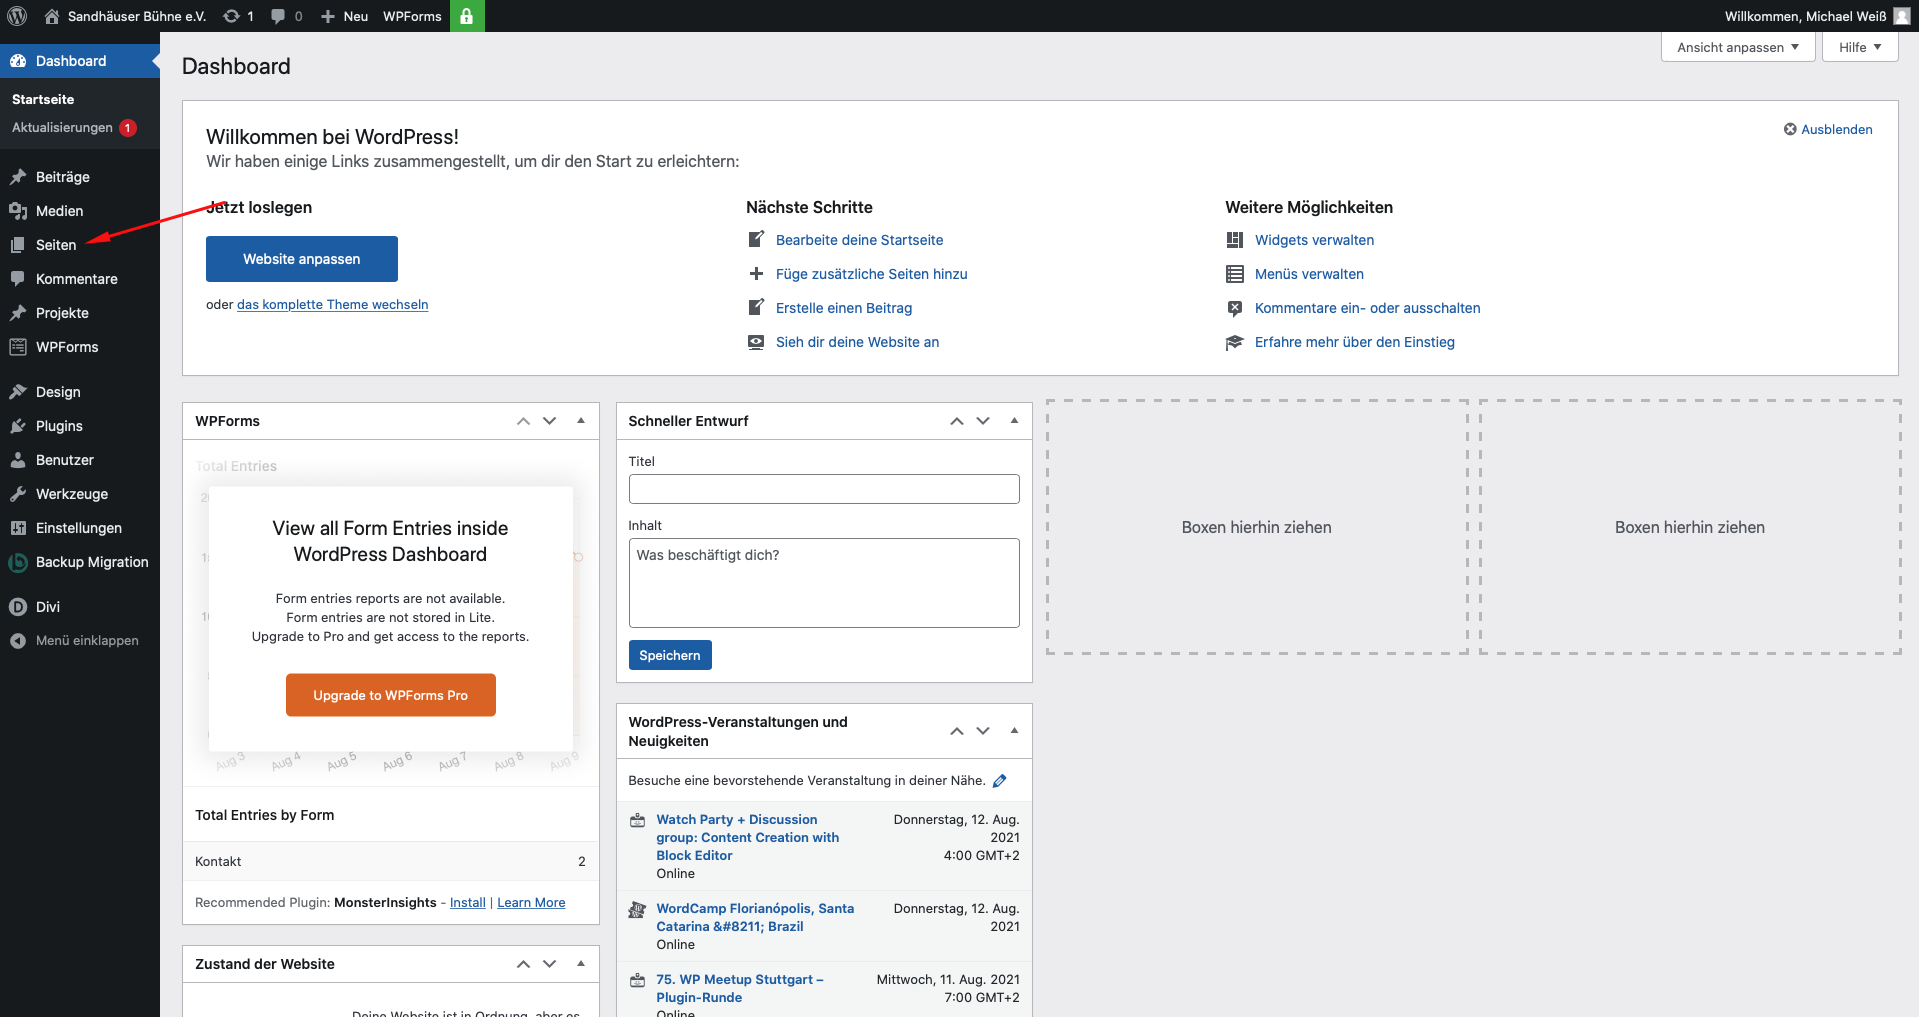 Sandhäuser Bühne e.V.
1
0
Neu
WPForms
Willkommen, Michael Weiß
Dashboard
Startseite
Aktualisierungen 1
Beiträge
Medien
Seiten
Kommentare
Projekte
WPForms
Design
Plugins
Benutzer
Werkzeuge
Einstellungen
Backup Migration
Divi
Menü einklappen
Dashboard
Ansicht anpassen
Hilfe
Willkommen bei WordPress!
Wir haben einige Links zusammengestellt, um dir den Start zu erleichtern:
Ausblenden
Jetzt loslegen
Website anpassen
oder das komplette Theme wechseln
Nächste Schritte
Bearbeite deine Startseite
Füge zusätzliche Seiten hinzu
Erstelle einen Beitrag
Sieh dir deine Website an
Weitere Möglichkeiten
Widgets verwalten
Menüs verwalten
Kommentare ein- oder ausschalten
Erfahre mehr über den Einstieg
WPForms
Total Entries
View all Form Entries inside
WordPress Dashboard
Form entries reports are not available.
Form entries are not stored in Lite.
Upgrade to Pro and get access to the reports.
Upgrade to WPForms Pro
Aug 3
Aug 4
Aug 5
Aug 6
Aug 7
Aug 8
Aug 9
Total Entries by Form
Kontakt 2
Recommended Plugin: MonsterInsights - Install | Learn More
Zustand der Website
Deine Website ist in Ordnung, aber es
Schneller Entwurf
Titel
Inhalt
Was beschäftigt dich?
Speichern
WordPress-Veranstaltungen und
Neuigkeiten
Besuche eine bevorstehende Veranstaltung in deiner Nähe.
Watch Party + Discussion
group: Content Creation with
Block Editor
Online
Donnerstag, 12. Aug.
2021
4:00 GMT+2
WordCamp Florianópolis, Santa
Catarina &#8211; Brazil
Online
Donnerstag, 12. Aug.
2021
75. WP Meetup Stuttgart –
Plugin-Runde
Online
Mittwoch, 11. Aug. 2021
7:00 GMT+2
Boxen hierhin ziehen
Boxen hierhin ziehen